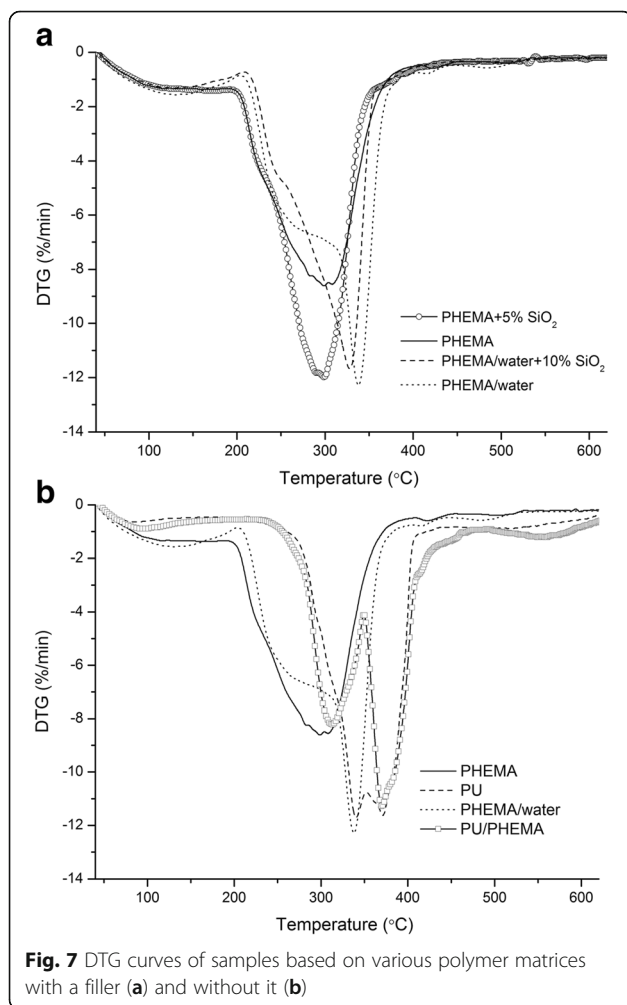 a
0
-2
-4
-6
-8
-10
-12
-14
DTG (%/min)
PHEMA+5% SiO₂
PHEMA
PHEMA/water+10% SiO₂
PHEMA/water
100 200 300 400 500 600
Temperature (°C)
b
0
-2
-4
-6
-8
-10
-12
-14
DTG (%/min)
PHEMA
PU
PHEMA/water
PU/PHEMA
100 200 300 400 500 600
Temperature (°C)
Fig. 7 DTG curves of samples based on various polymer matrices
with a filler (a) and without it (b)